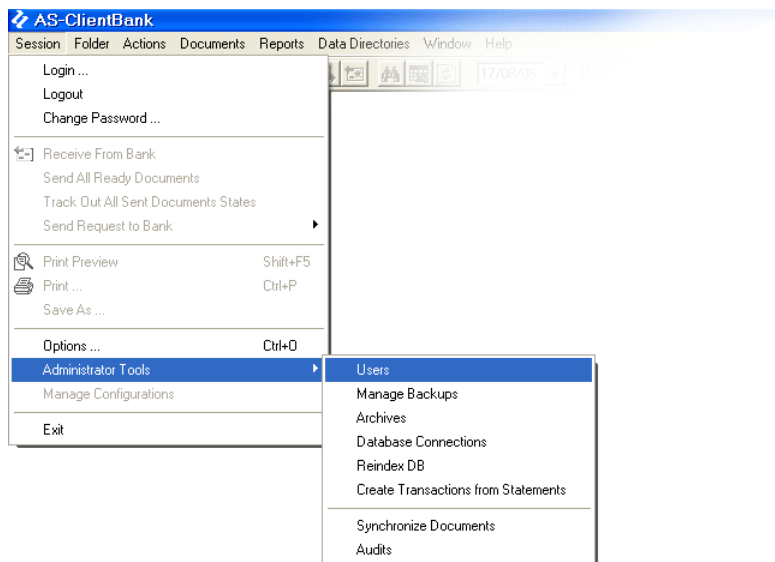 AS-ClientBank
Session Folder Actions Documents Reports Data Directories Window Help
17/08/06
Login ...
Logout
Change Password ...
Receive From Bank
Send All Ready Documents
Track Out All Sent Documents States
Send Request to Bank
Print Preview Shift+F5
Print ... Ctrl+P
Save As ...
Options ... Ctrl+O
Administrator Tools
Manage Configurations
Exit
Users
Manage Backups
Archives
Database Connections
Reindex DB
Create Transactions from Statements
Synchronize Documents
Audits